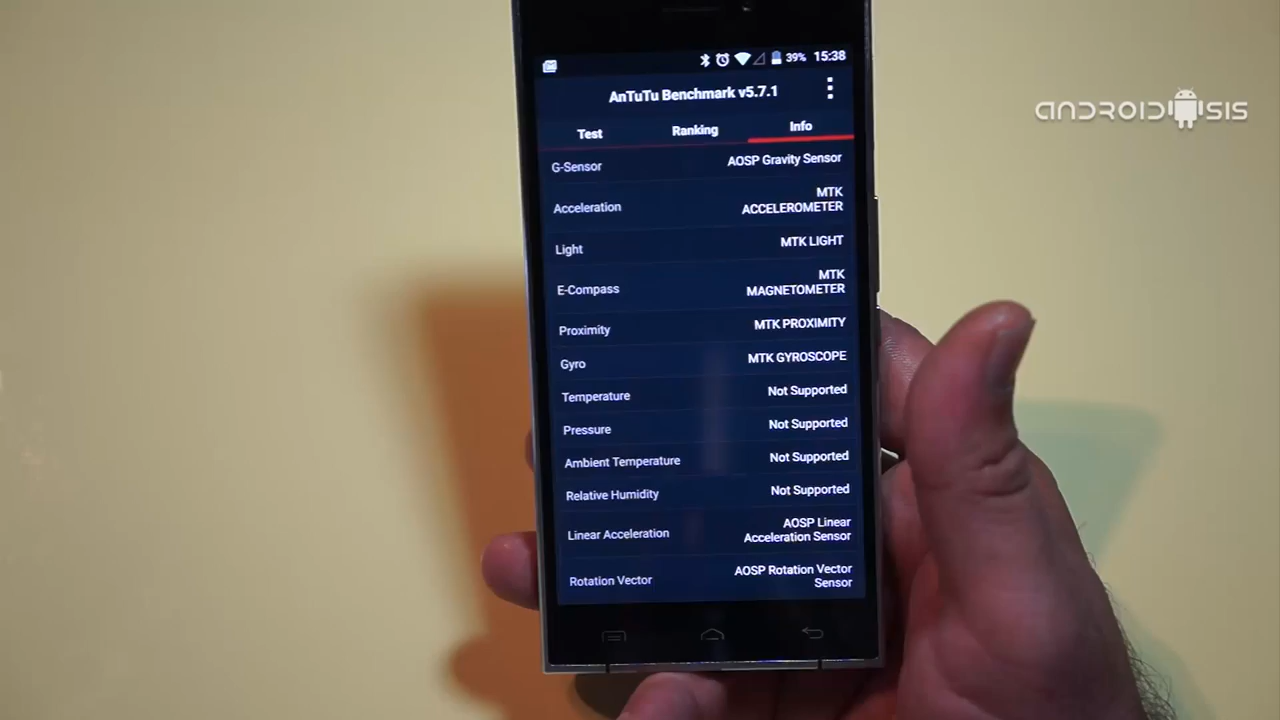 39% 15:38
AnTuTu Benchmark v5.7.1
Test Ranking Info
G-Sensor AOSP Gravity Sensor
Acceleration MTK
ACCELEROMETER
Light MTK LIGHT
E-Compass MTK
MAGNETOMETER
Proximity MTK PROXIMITY
Gyro MTK GYROSCOPE
Temperature Not Supported
Pressure Not Supported
Ambient Temperature Not Supported
Relative Humidity Not Supported
Linear Acceleration AOSP Linear
Acceleration Sensor
Rotation Vector AOSP Rotation Vector
Sensor
ANDROIDSIS